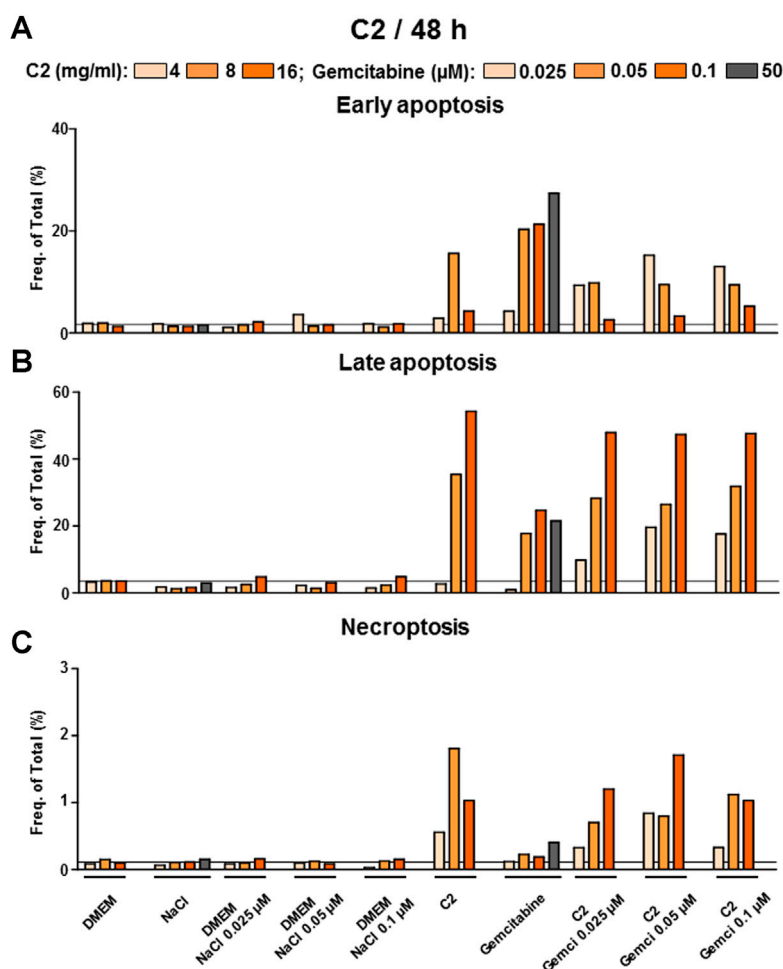 A
C2 / 48 h
C2 (mg/ml): 4 8 16; Gemcitabine (µM): 0.025 0.05 0.1 50
Early apoptosis
Freq. of Total (%)
40
20
0
B
Late apoptosis
Freq. of Total (%)
60
40
20
0
C
Necroptosis
Freq. of Total (%)
3
2
1
0
DMEM
NaCl
DMEM
NaCl 0.025 µM
DMEM
NaCl 0.05 µM
DMEM
NaCl 0.1 µM
C2
Gemcitabine
C2
Gemci 0.025 µM
C2
Gemci 0.05 µM
C2
Gemci 0.1 µM